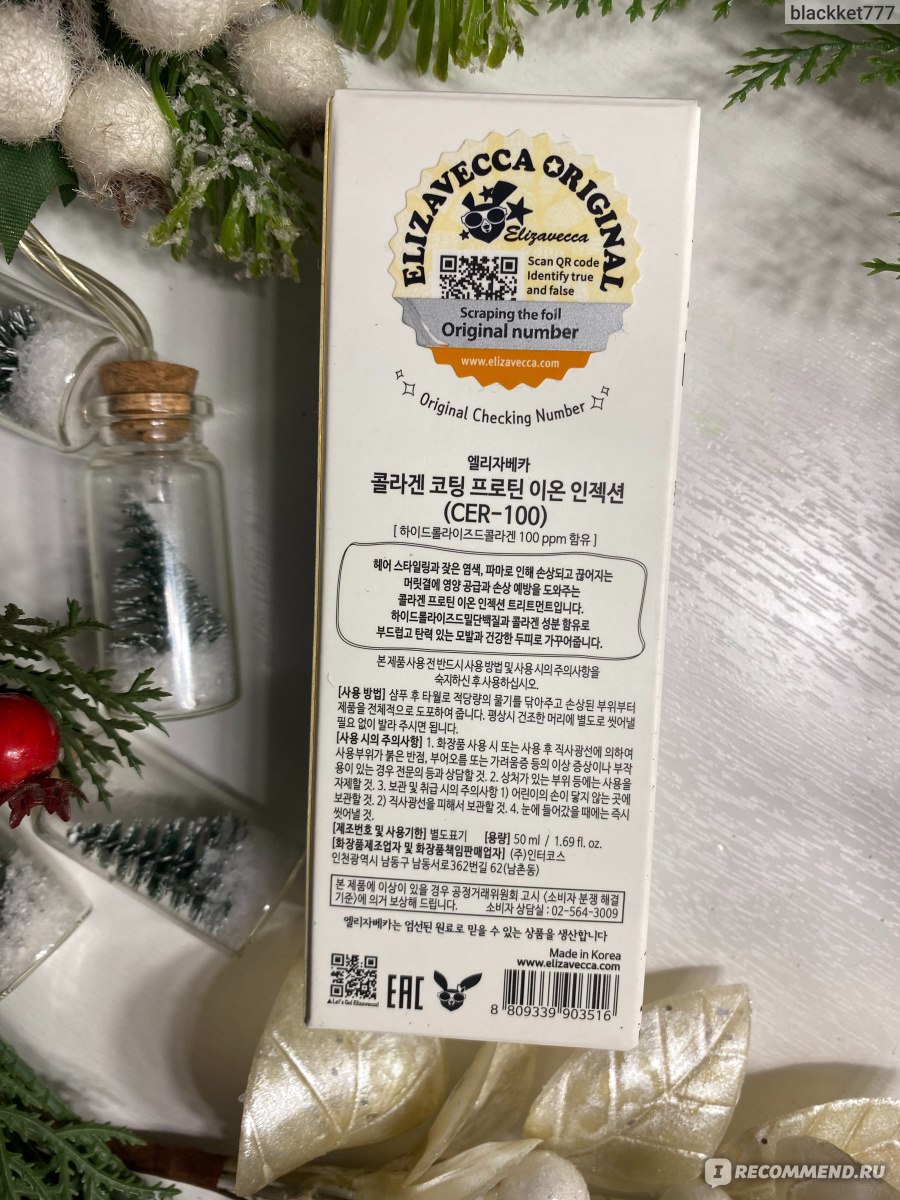 blackket777
ELIZAVECCA ORIGINAL
Elizavecca
Scan QR code
Identify true
and false
Scraping the foil
Original number
www.elizavecca.com
Original Checking Number
엘리자베카
콜라겐 코팅 프로틴 이온 인젝션
(CER-100)
[ 하이드롤라이즈드콜라겐 100 ppm 함유 ]
헤어 스타일링과 잦은 염색, 파마로 인해 손상되고 끊어지는
머릿결에 영양 공급과 손상 예방을 도와주는
콜라겐 프로틴 이온 인젝션 트리트먼트입니다.
하이드롤라이즈드밀단백질과 콜라겐 성분 함유로
부드럽고 탄력 있는 모발과 건강한 두피로 가꾸어줍니다.
본 제품 사용 전 반드시 사용 방법 및 사용 시의 주의사항을
숙지하신 후 사용하십시오.
[사용 방법] 샴푸 후 타월로 적당량의 물기를 닦아주고 손상된 부위부터
제품을 전체적으로 도포하여 줍니다. 평상시 건조한 머리에 별도로 씻어낼
필요 없이 발라 주시면 됩니다.
[사용 시의 주의사항] 1. 화장품 사용 시 또는 사용 후 직사광선에 의하여
사용부위가 붉은 반점, 부어오름 또는 가려움증 등의 이상 증상이나 부작
용이 있는 경우 전문의 등과 상담할 것. 2. 상처가 있는 부위 등에는 사용을
자제할 것. 3. 보관 및 취급 시의 주의사항 1) 어린이의 손이 닿지 않는 곳에
보관할 것. 2) 직사광선을 피해서 보관할 것. 4. 눈에 들어갔을 때에는 즉시
씻어낼 것.
[제조번호 및 사용기한] 별도표기 [용량] 50 ml / 1.69 fl. oz.
[화장품제조업자 및 화장품책임판매업자] (주)인터코스
인천광역시 남동구 남동서로362번길 62(남촌동)
본 제품에 이상이 있을 경우 공정거래위원회 고시 (소비자 분쟁 해결
기준)에 의거 보상해 드립니다. 소비자 상담실 : 02-564-3009
엘리자베카는 엄선된 원료로 믿을 수 있는 상품을 생산합니다
Made in Korea
www.elizavecca.com
▲Let's Go! Elizavecca!
EAC
8 809339 903516
I RECOMMEND.RU